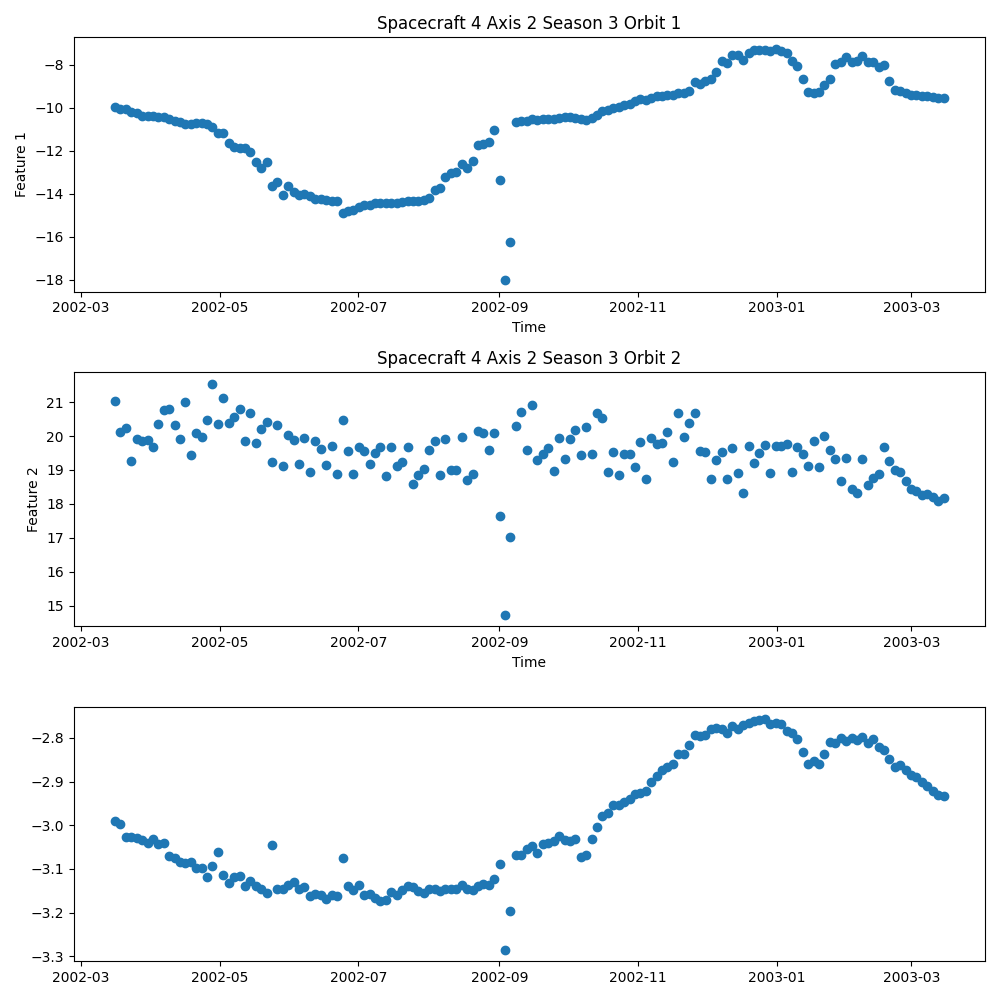 Spacecraft 4 Axis 2 Season 3 Orbit 1
Feature 1
−8
−10
−12
−14
−16
−18
2002-03 2002-05 2002-07 2002-09 2002-11 2003-01 2003-03
Time
Spacecraft 4 Axis 2 Season 3 Orbit 2
Feature 2
21
20
19
18
17
16
15
2002-03 2002-05 2002-07 2002-09 2002-11 2003-01 2003-03
Time
−2.8
−2.9
−3.0
−3.1
−3.2
−3.3
2002-03 2002-05 2002-07 2002-09 2002-11 2003-01 2003-03